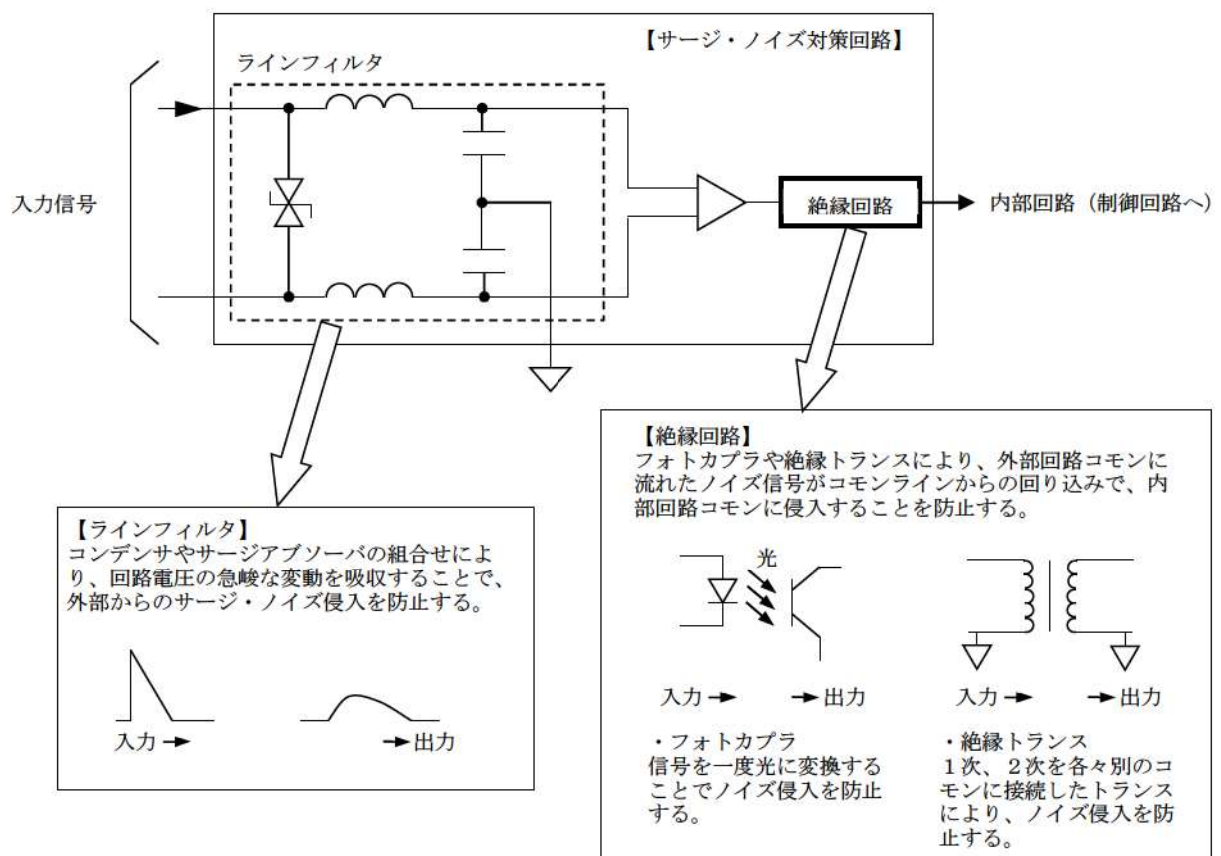 【サージ・ノイズ対策回路】
ラインフィルタ
入力信号
絶縁回路
内部回路（制御回路へ）
【ラインフィルタ】
コンデンサやサージアブソーバの組合せによ
り、回路電圧の急峻な変動を吸収することで、
外部からのサージ・ノイズ侵入を防止する。
入力
出力
【絶縁回路】
フォトカプラや絶縁トランスにより、外部回路コモンに
流れたノイズ信号がコモンラインからの回り込みで、内
部回路コモンに侵入することを防止する。
光
入力
出力
・フォトカプラ
信号を一度光に変換する
ことでノイズ侵入を防止
する。
入力
出力
・絶縁トランス
１次、２次を各々別のコ
モンに接続したトランス
により、ノイズ侵入を防
止する。